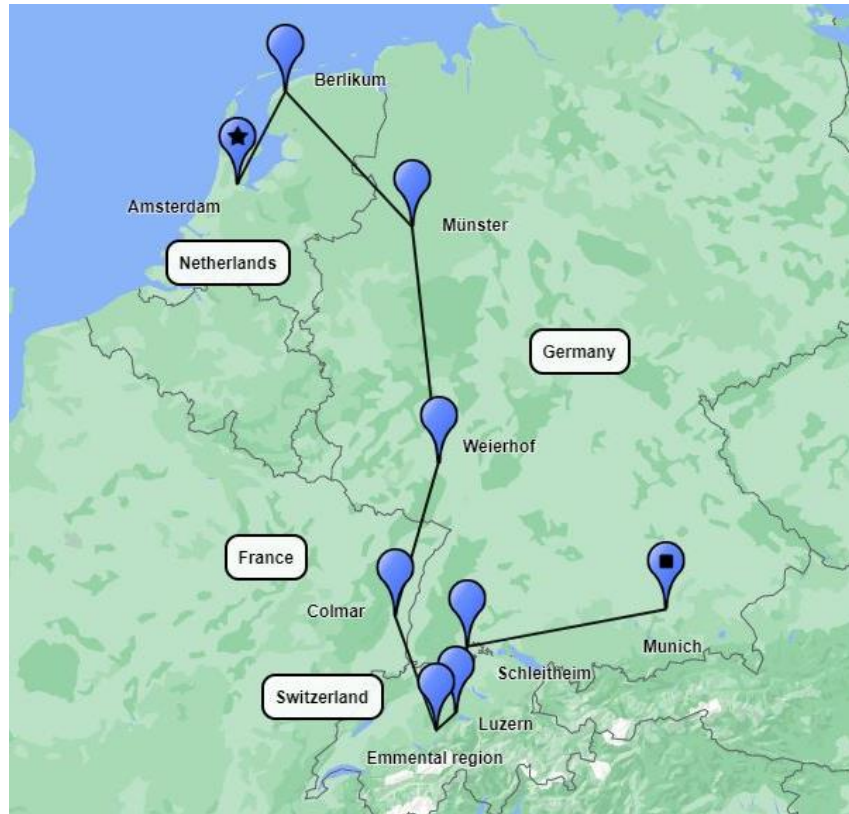 Berlikum
Amsterdam
Münster
Netherlands
Germany
Weierhof
France
Colmar
Munich
Schleitheim
Switzerland
Luzern
Emmental region